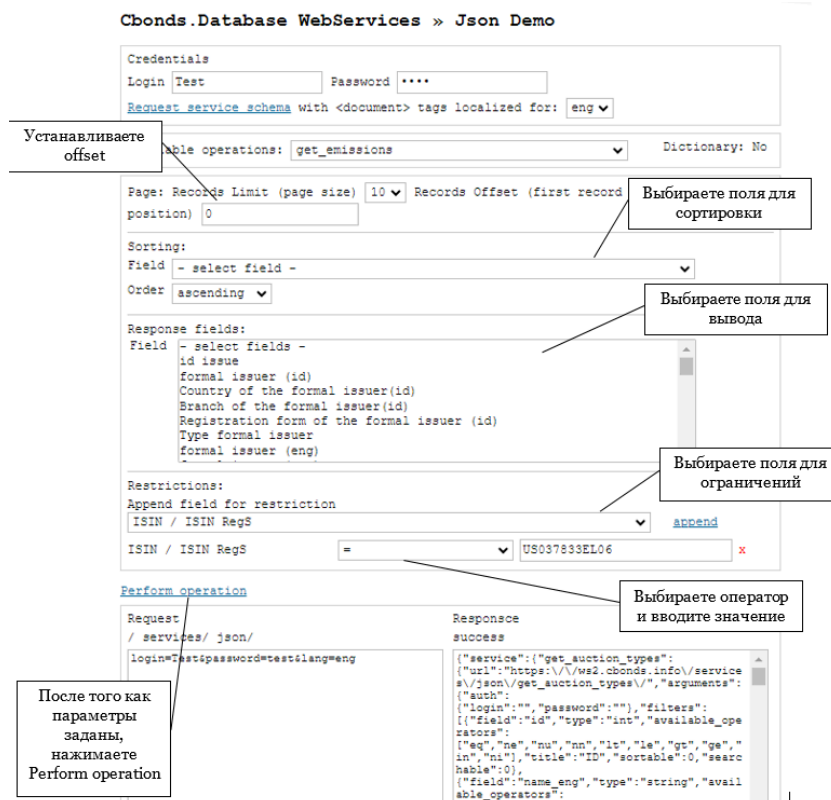 Cbonds.Database WebServices » Json Demo
Credentials
Login Test Password ••••
Request service schema with <document> tags localized for: eng
Устанавливаете
offset
able operations: get_emissions Dictionary: No
Page: Records Limit (page size) 10 Records Offset (first record
position) 0
Выбираете поля для
сортировки
Sorting:
Field - select field -
Order ascending
Выбираете поля для
вывода
Response fields:
Field - select fields -
id issue
formal issuer (id)
Country of the formal issuer(id)
Branch of the formal issuer(id)
Registration form of the formal issuer (id)
Type formal issuer
formal issuer (eng)
Выбираете поля для
ограничений
Restrictions:
Append field for restriction
ISIN / ISIN RegS append
ISIN / ISIN RegS = US037833EL06 x
Perform operation
Выбираете оператор
и вводите значение
Request
/ services/ json/
login=Test&password=test&lang=eng
Responsce
success
{"service":{"get_auction_types":
{"url":"https:\/\/ws2.cbonds.info\/service
s\/json\/get_auction_types\/","arguments":
{"auth":
{"login":"","password":""},"filters":
[{"field":"id","type":"int","available_ope
rators":
["eq","ne","nu","nn","lt","le","gt","ge","
in","ni"],"title":"ID","sortable":0,"searc
hable":0},
{"field":"name_eng","type":"string","avail
able_operators":
После того как
параметры
заданы,
нажимаете
Perform operation